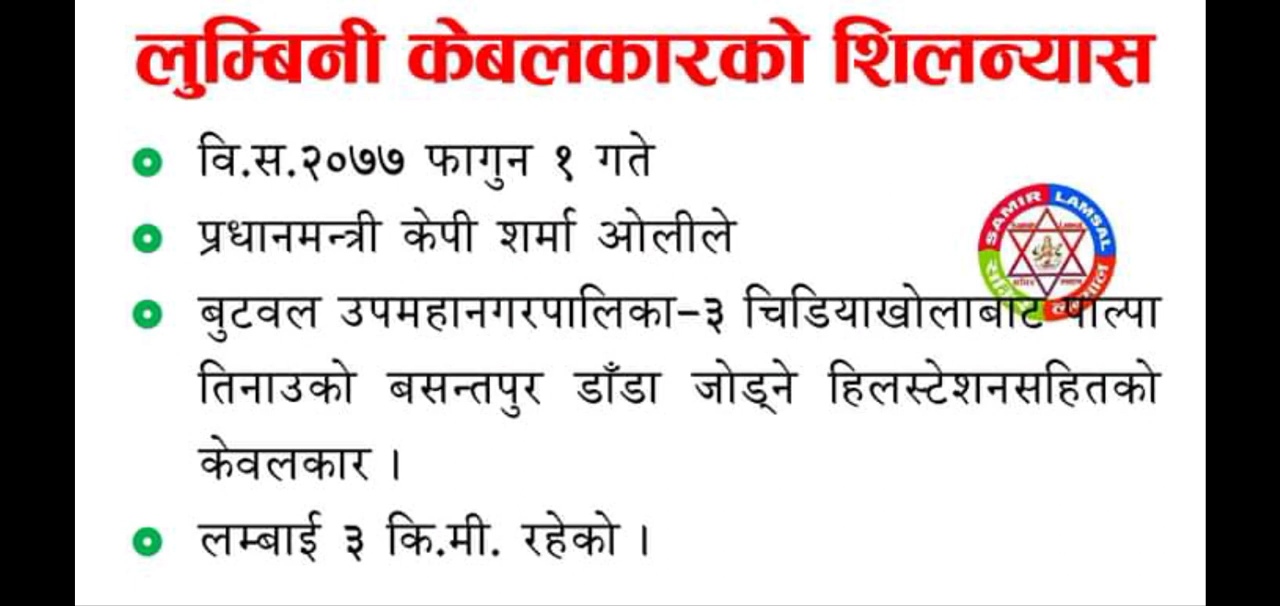 लुम्बिनी केबलकारको शिलन्यास
वि.स.२०७७ फागुन १ गते
प्रधानमन्त्री केपी शर्मा ओलीले
SAMIR LAMSAL
बुटवल उपमहानगरपालिका-३ चिडियाखोलाबाट पाल्पा
तिनाउको बसन्तपुर डाँडा जोड्ने हिलस्टेशनसहितको
केवलकार ।
लम्बाई ३ कि.मी. रहेको ।